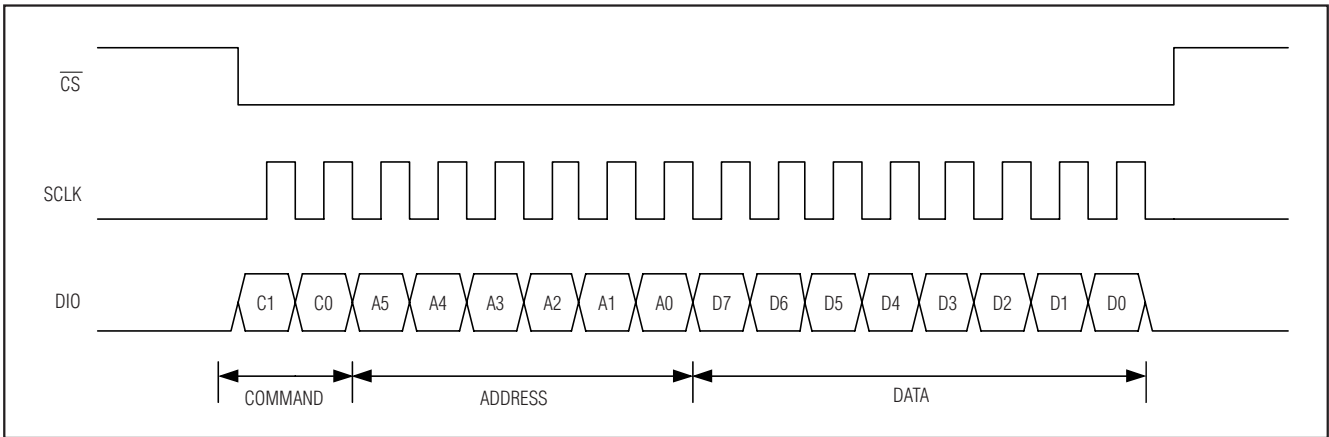 CS
SCLK
DIO
C1 C0 A5 A4 A3 A2 A1 A0 D7 D6 D5 D4 D3 D2 D1 D0
COMMAND ADDRESS DATA